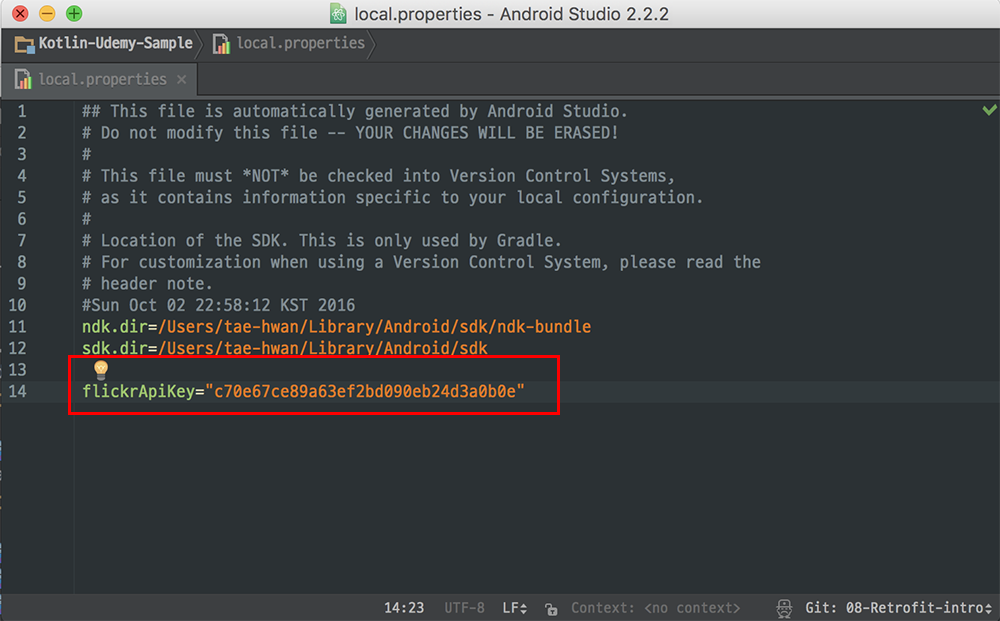 local.properties - Android Studio 2.2.2
Kotlin-Udemy-Sample local.properties
local.properties ×
1 ## This file is automatically generated by Android Studio.
2 # Do not modify this file -- YOUR CHANGES WILL BE ERASED!
3 #
4 # This file must *NOT* be checked into Version Control Systems,
5 # as it contains information specific to your local configuration.
6 #
7 # Location of the SDK. This is only used by Gradle.
8 # For customization when using a Version Control System, please read the
9 # header note.
10 #Sun Oct 02 22:58:12 KST 2016
11 ndk.dir=/Users/tae-hwan/Library/Android/sdk/ndk-bundle
12 sdk.dir=/Users/tae-hwan/Library/Android/sdk
13
14 flickrApiKey="c70e67ce89a63ef2bd090eb24d3a0b0e"
14:23 UTF-8 LF Context: <no context> Git: 08-Retrofit-intro